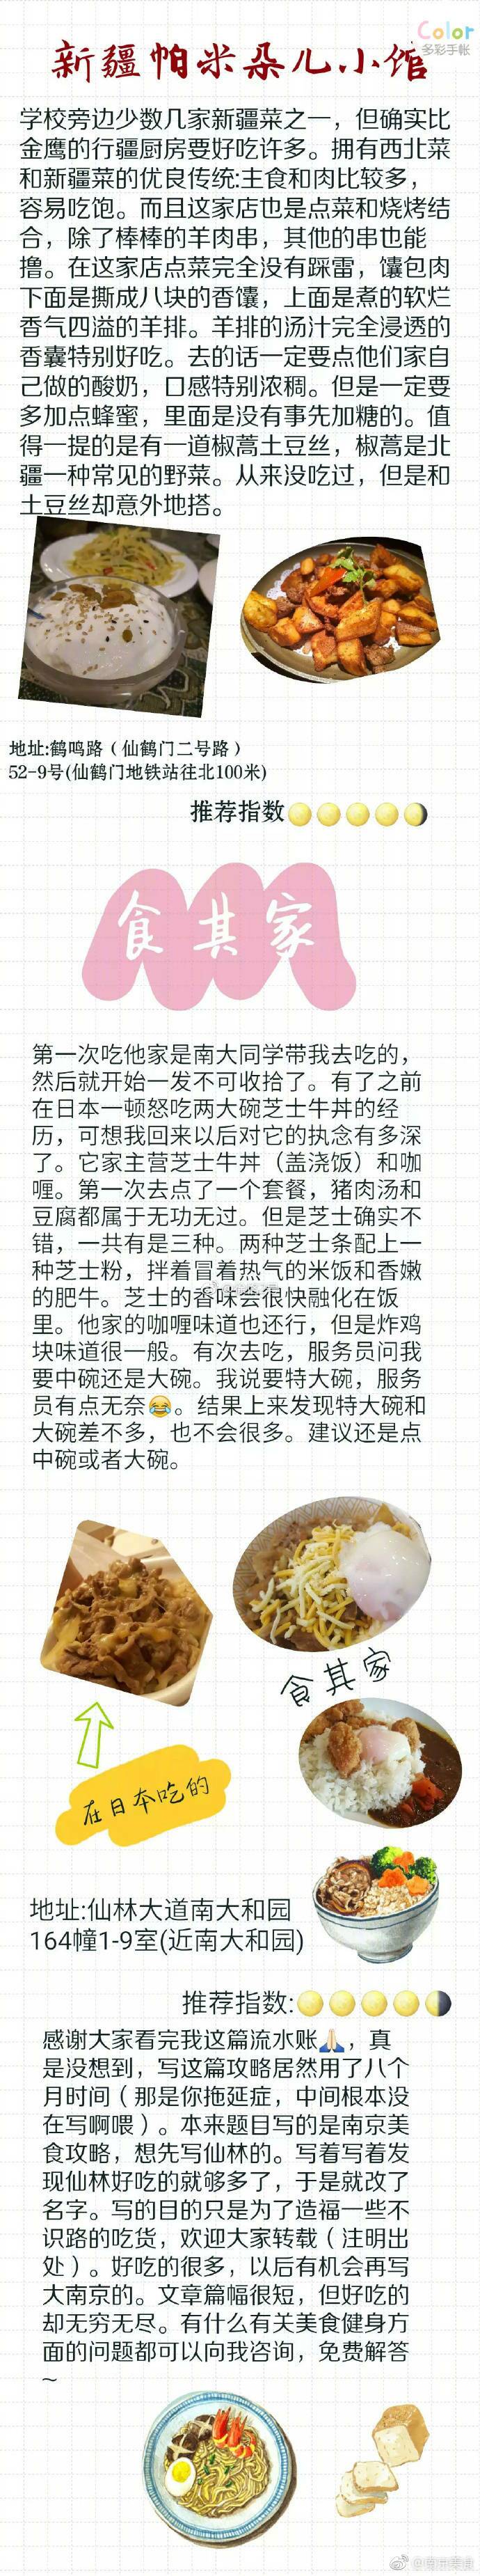 Color
多彩手帐
新疆帕米朵儿小馆
学校旁边少数几家新疆菜之一，但确实比
金鹰的行疆厨房要好吃许多。拥有西北菜
和新疆菜的优良传统:主食和肉比较多，
容易吃饱。而且这家店也是点菜和烧烤结
合，除了棒棒的羊肉串，其他的串也能
撸。在这家店点菜完全没有踩雷，馕包肉
下面是撕成八块的香馕，上面是煮的软烂
香气四溢的羊排。羊排的汤汁完全浸透的
香囊特别好吃。去的话一定要点他们家自
己做的酸奶，口感特别浓稠。但是一定要
多加点蜂蜜，里面是没有事先加糖的。值
得一提的是有一道椒蒿土豆丝，椒蒿是北
疆一种常见的野菜。从来没吃过，但是和
土豆丝却意外地搭。
地址:鹤鸣路（仙鹤门二号路）
52-9号(仙鹤门地铁站往北100米)
推荐指数🌕🌕🌕🌕🌖
食其家
第一次吃他家是南大同学带我去吃的，
然后就开始一发不可收拾了。有了之前
在日本一顿怒吃两大碗芝士牛丼的经
历，可想我回来以后对它的执念有多深
了。它家主营芝士牛丼（盖浇饭）和咖
喱。第一次去点了一个套餐，猪肉汤和
豆腐都属于无功无过。但是芝士确实不
错，一共有是三种。两种芝士条配上一
种芝士粉，拌着冒着热气的米饭和香嫩
的肥牛。芝士的香味会很快融化在饭
里。他家的咖喱味道也还行，但是炸鸡
块味道很一般。有次去吃，服务员问我
要中碗还是大碗。我说要特大碗，服务
员有点无奈😂。结果上来发现特大碗和
大碗差不多，也不会很多。建议还是点
中碗或者大碗。
食其家
在日本吃的
地址:仙林大道南大和园
164幢1-9室(近南大和园)
推荐指数:🌕🌕🌕🌕🌗
感谢大家看完我这篇流水账🙏🏻，真
是没想到，写这篇攻略居然用了八个
月时间（那是你拖延症，中间根本没
在写啊喂）。本来题目写的是南京美
食攻略，想先写仙林的。写着写着发
现仙林好吃的就够多了，于是就改了
名字。写的目的只是为了造福一些不
识路的吃货，欢迎大家转载（注明出
处）。好吃的很多，以后有机会再写
大南京的。文章篇幅很短，但好吃的
却无穷无尽。有什么有关美食健身方
面的问题都可以向我咨询，免费解答
~
@南京美食